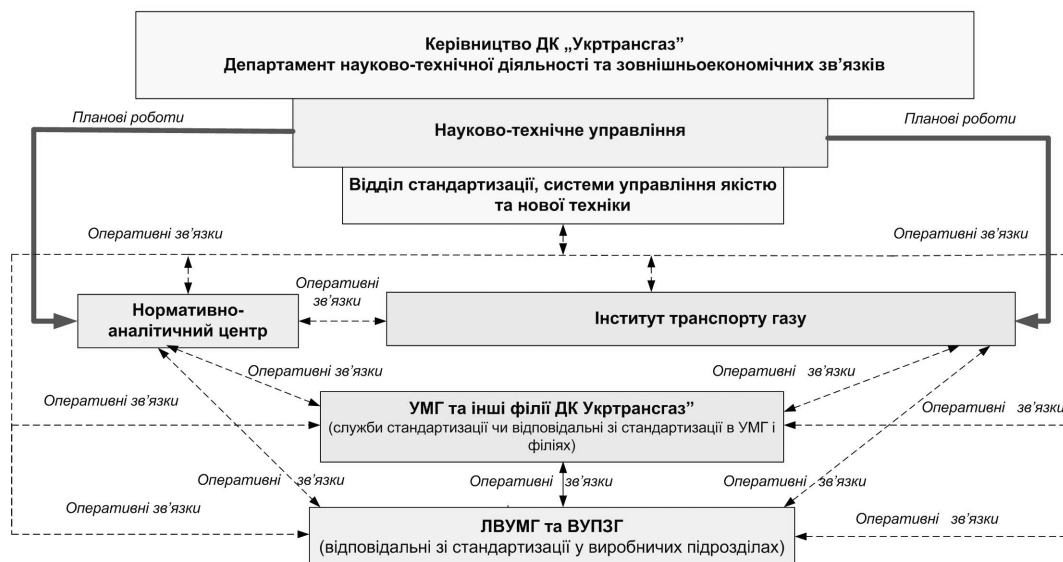 Керівництво ДК „Укртрансгаз”
Департамент науково-технічної діяльності та зовнішньоекономічних зв’язків
Планові роботи
Планові роботи
Науково-технічне управління
Відділ стандартизації, системи управління якістю
та нової техніки
Оперативні зв’язки
Оперативні зв’язки
Оперативні
зв’язки
Нормативно-
аналітичний центр
Інститут транспорту газу
Оперативні зв’язки
Оперативні зв’язки
Оперативні зв’язки
Оперативні зв’язки
УМГ та інші філії ДК Укртрансгаз”
(служби стандартизації чи відповідальні зі стандартизації в УМГ і
філіях)
Оперативні зв’язки
Оперативні зв’язки
Оперативні зв’язки
Оперативні зв’язки
Оперативні зв’язки
ЛВУМГ та ВУПЗГ
(відповідальні зі стандартизації у виробничих підрозділах)